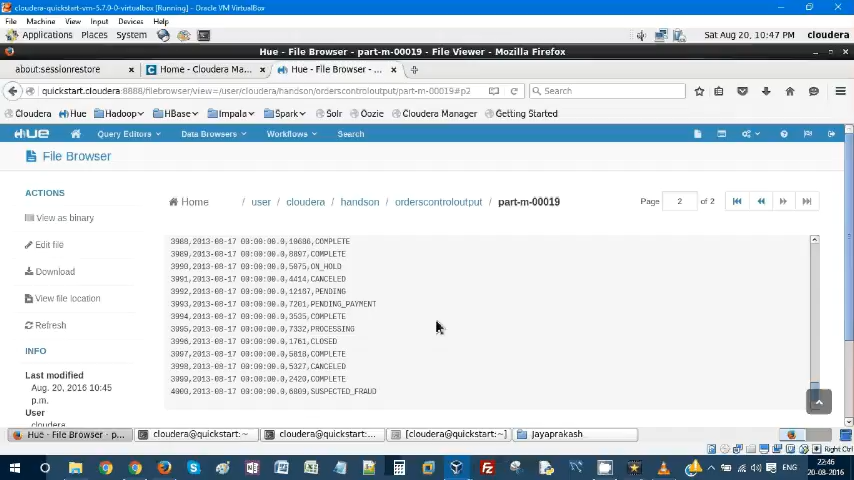 cloudera-quickstart-vm-5.7.0-0-virtualbox [Running] - Oracle VM VirtualBox
File Machine View Input Devices Help
Applications Places System Sat Aug 20, 10:47 PM cloudera
Hue - File Browser - part-m-00019 - File Viewer - Mozilla Firefox
about:sessionrestore Home - Cloudera Ma... Hue - File Browser - ...
quickstart.cloudera:8888/filebrowser/view=/user/cloudera/handson/orderscontroloutput/part-m-00019#p2 Search
Cloudera Hue Hadoop HBase Impala Spark Solr Oozie Cloudera Manager Getting Started
HUE Query Editors Data Browsers Workflows Search
File Browser
ACTIONS
View as binary
Edit file
Download
View file location
Refresh
INFO
Last modified
Aug. 20, 2016 10:45
p.m.
User
cloudera
Home / user / cloudera / handson / orderscontroloutput / part-m-00019 Page 2 of 2
3988,2013-08-17 00:00:00.0,10686,COMPLETE
3989,2013-08-17 00:00:00.0,8897,COMPLETE
3990,2013-08-17 00:00:00.0,5875,ON_HOLD
3991,2013-08-17 00:00:00.0,4414,CANCELED
3992,2013-08-17 00:00:00.0,12167,PENDING
3993,2013-08-17 00:00:00.0,7201,PENDING_PAYMENT
3994,2013-08-17 00:00:00.0,3535,COMPLETE
3995,2013-08-17 00:00:00.0,7332,PROCESSING
3996,2013-08-17 00:00:00.0,1761,CLOSED
3997,2013-08-17 00:00:00.0,5818,COMPLETE
3998,2013-08-17 00:00:00.0,5327,CANCELED
3999,2013-08-17 00:00:00.0,2420,COMPLETE
4000,2013-08-17 00:00:00.0,6809,SUSPECTED_FRAUD
Hue - File Browser - p... cloudera@quickstart:~ cloudera@quickstart:... [cloudera@quickstart:~] Jayaprakash
Right Ctrl
ENG 22:46
20-08-2016